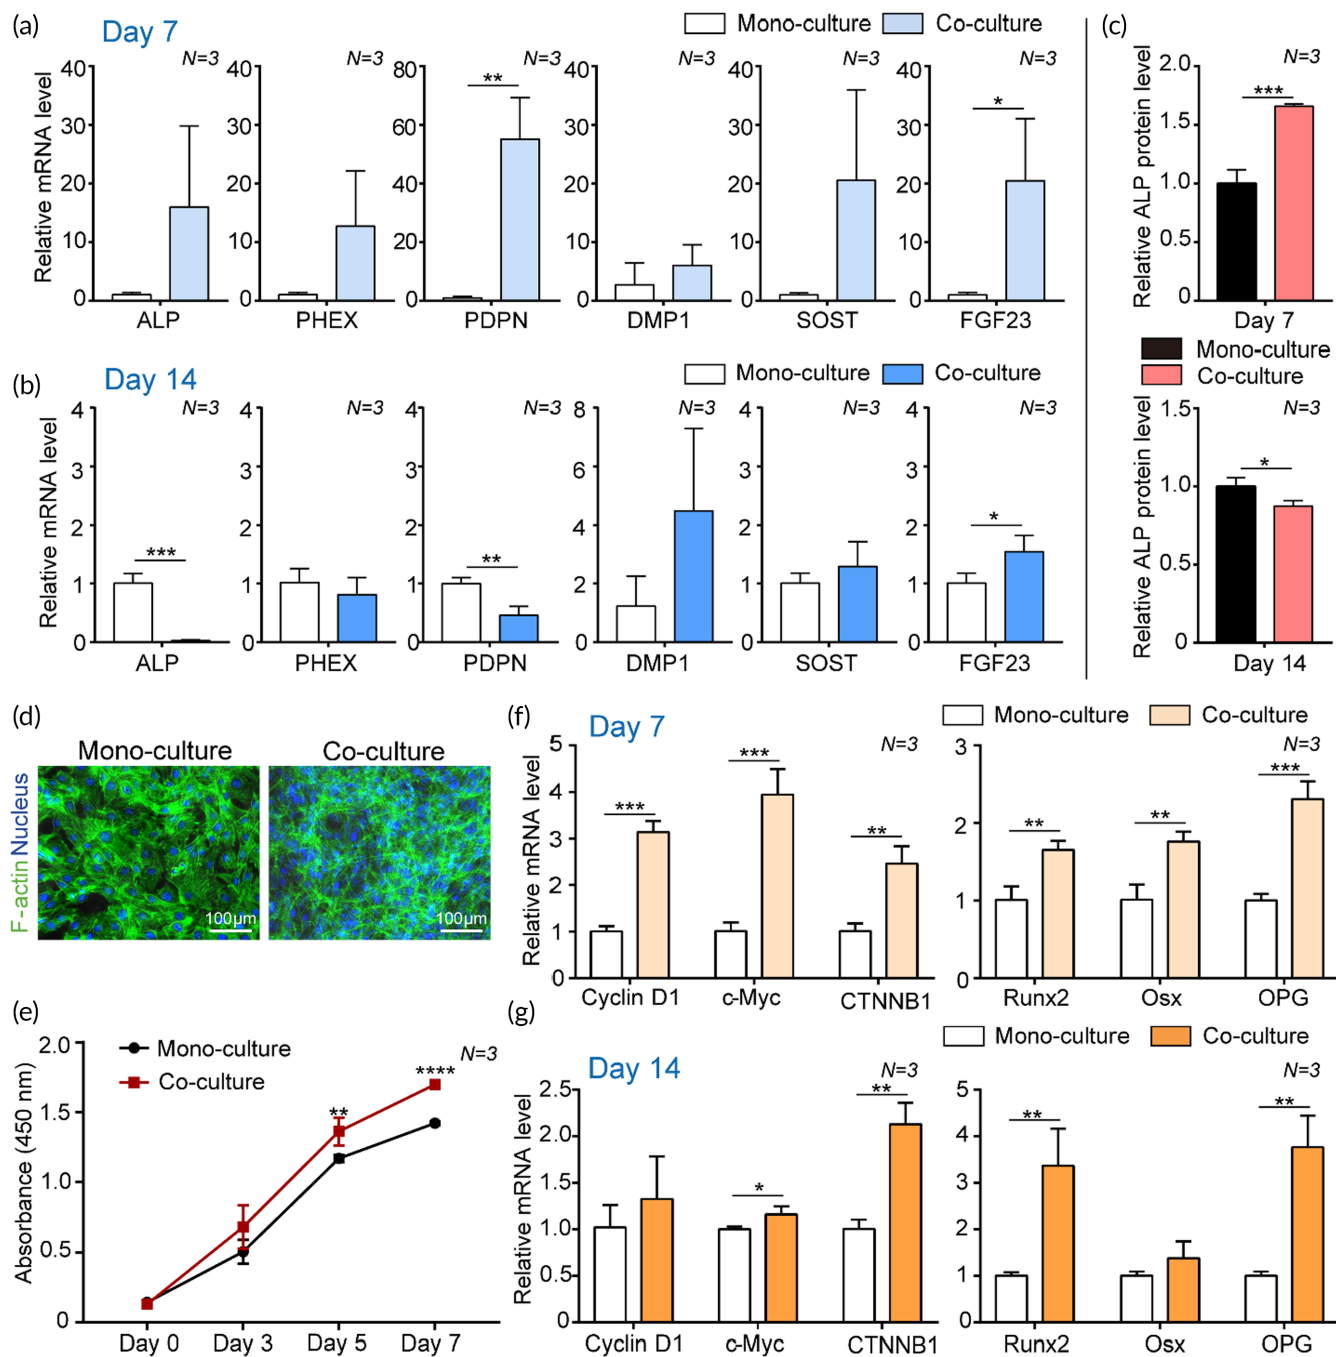 (a) Day 7 Mono-culture Co-culture
N=3 N=3 N=3 N=3 N=3 N=3
Relative mRNA level
40 30 20 10 0
ALP
40 30 20 10 0
PHEX
80 60 40 20 0
**
PDPN
40 30 20 10 0
DMP1
40 30 20 10 0
SOST
40 30 20 10 0
*
FGF23
(b) Day 14 Mono-culture Co-culture
N=3 N=3 N=3 N=3 N=3 N=3
Relative mRNA level
4 3 2 1 0
***
ALP
4 3 2 1 0
PHEX
4 3 2 1 0
**
PDPN
8 6 4 2 0
DMP1
4 3 2 1 0
SOST
4 3 2 1 0
*
FGF23
(c)
N=3
Relative ALP protein level
2.0 1.5 1.0 0.5 0
***
Day 7
Mono-culture
Co-culture
N=3
Relative ALP protein level
1.5 1.0 0.5 0
*
Day 14
(d)
Mono-culture Co-culture
F-actin Nucleus
100μm 100μm
(e)
Mono-culture
Co-culture
N=3
Absorbance (450 nm)
2.0 1.5 1.0 0.5 0
** ****
Day 0 Day 3 Day 5 Day 7
(f) Day 7
N=3
Relative mRNA level
5 4 3 2 1 0
*** *** **
Cyclin D1 c-Myc CTNNB1
Mono-culture Co-culture
N=3
3 2 1 0
** ** ***
Runx2 Osx OPG
(g) Day 14
N=3
Relative mRNA level
2.5 2.0 1.5 1.0 0.5 0
* **
Cyclin D1 c-Myc CTNNB1
Mono-culture Co-culture
N=3
5 4 3 2 1 0
** **
Runx2 Osx OPG